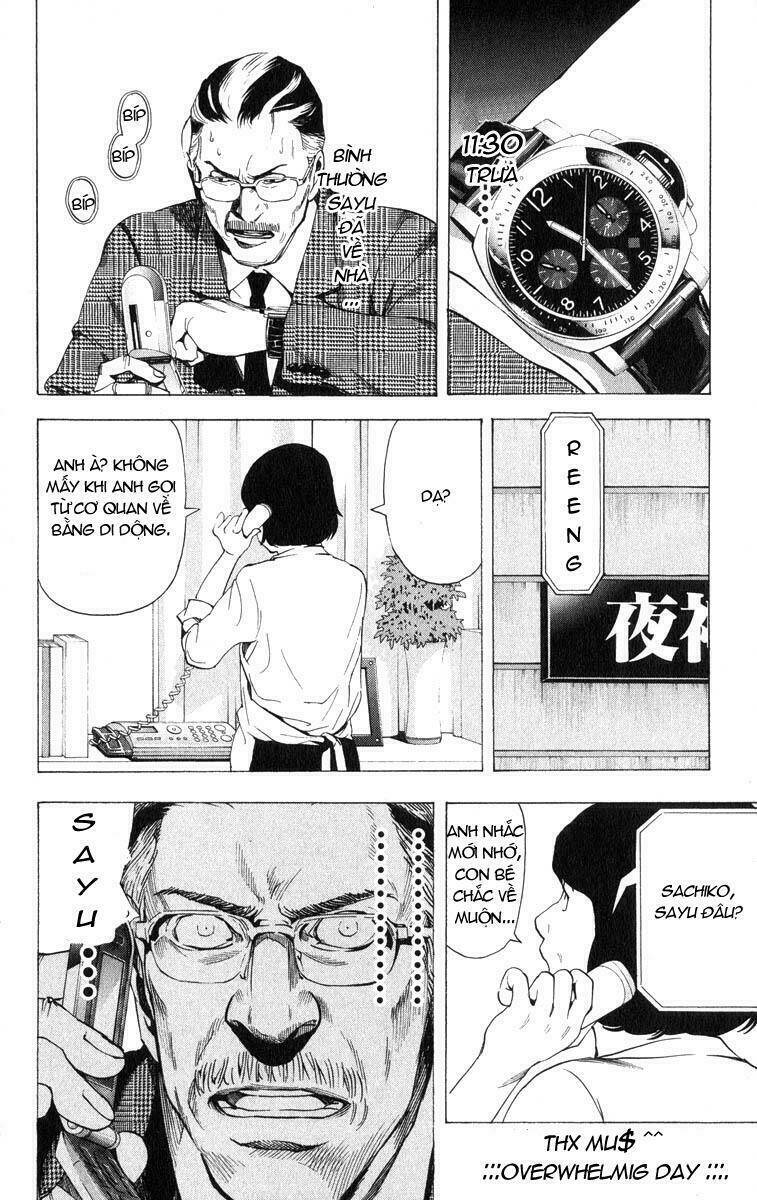 11:30
TRƯA
......
BÌNH
THƯỜNG
SAYU
ĐÃ
VỀ
NHÀ
...
BÍP
BÍP
BÍP
REENG
夜神
DẠ?
ANH À? KHÔNG
MẤY KHI ANH GỌI
TỪ CƠ QUAN VỀ
BẰNG DI DỘNG.
SACHIKO,
SAYU ĐÂU?
ANH NHẮC
MỚI NHỚ,
CON BÉ
CHẮC VỀ
MUỘN...
SAYU
....
THX MU$ ^^
:::OVERWHELMIG DAY ::::.